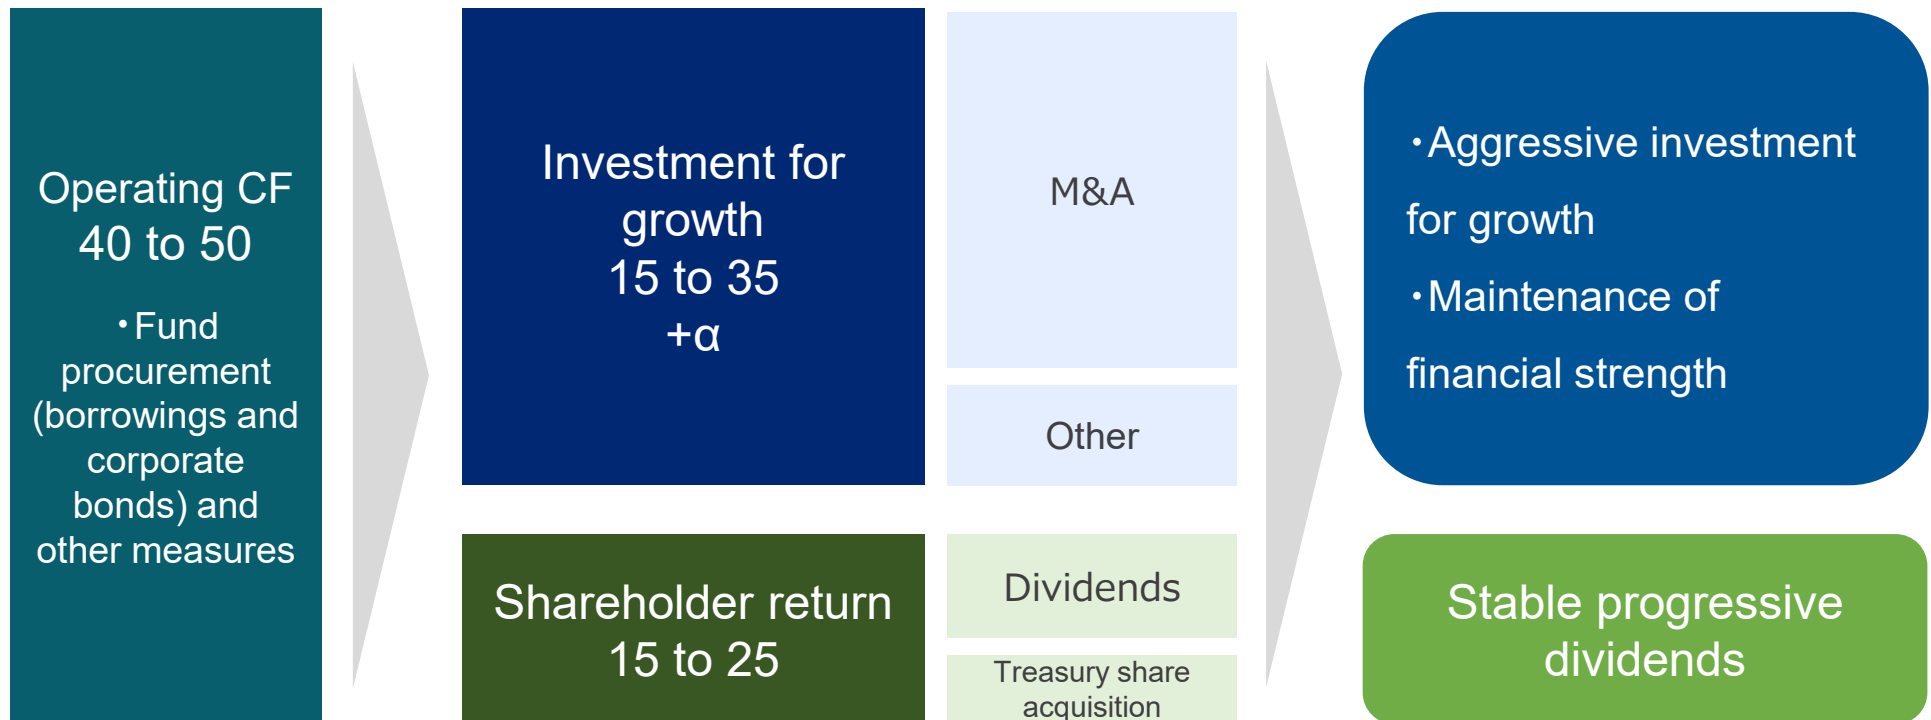 Operating CF
40 to 50
・Fund
procurement
(borrowings and
corporate
bonds) and
other measures
Investment for
growth
15 to 35
+α
M&A
Other
・Aggressive investment
for growth
・Maintenance of
financial strength
Shareholder return
15 to 25
Dividends
Treasury share
acquisition
Stable progressive
dividends